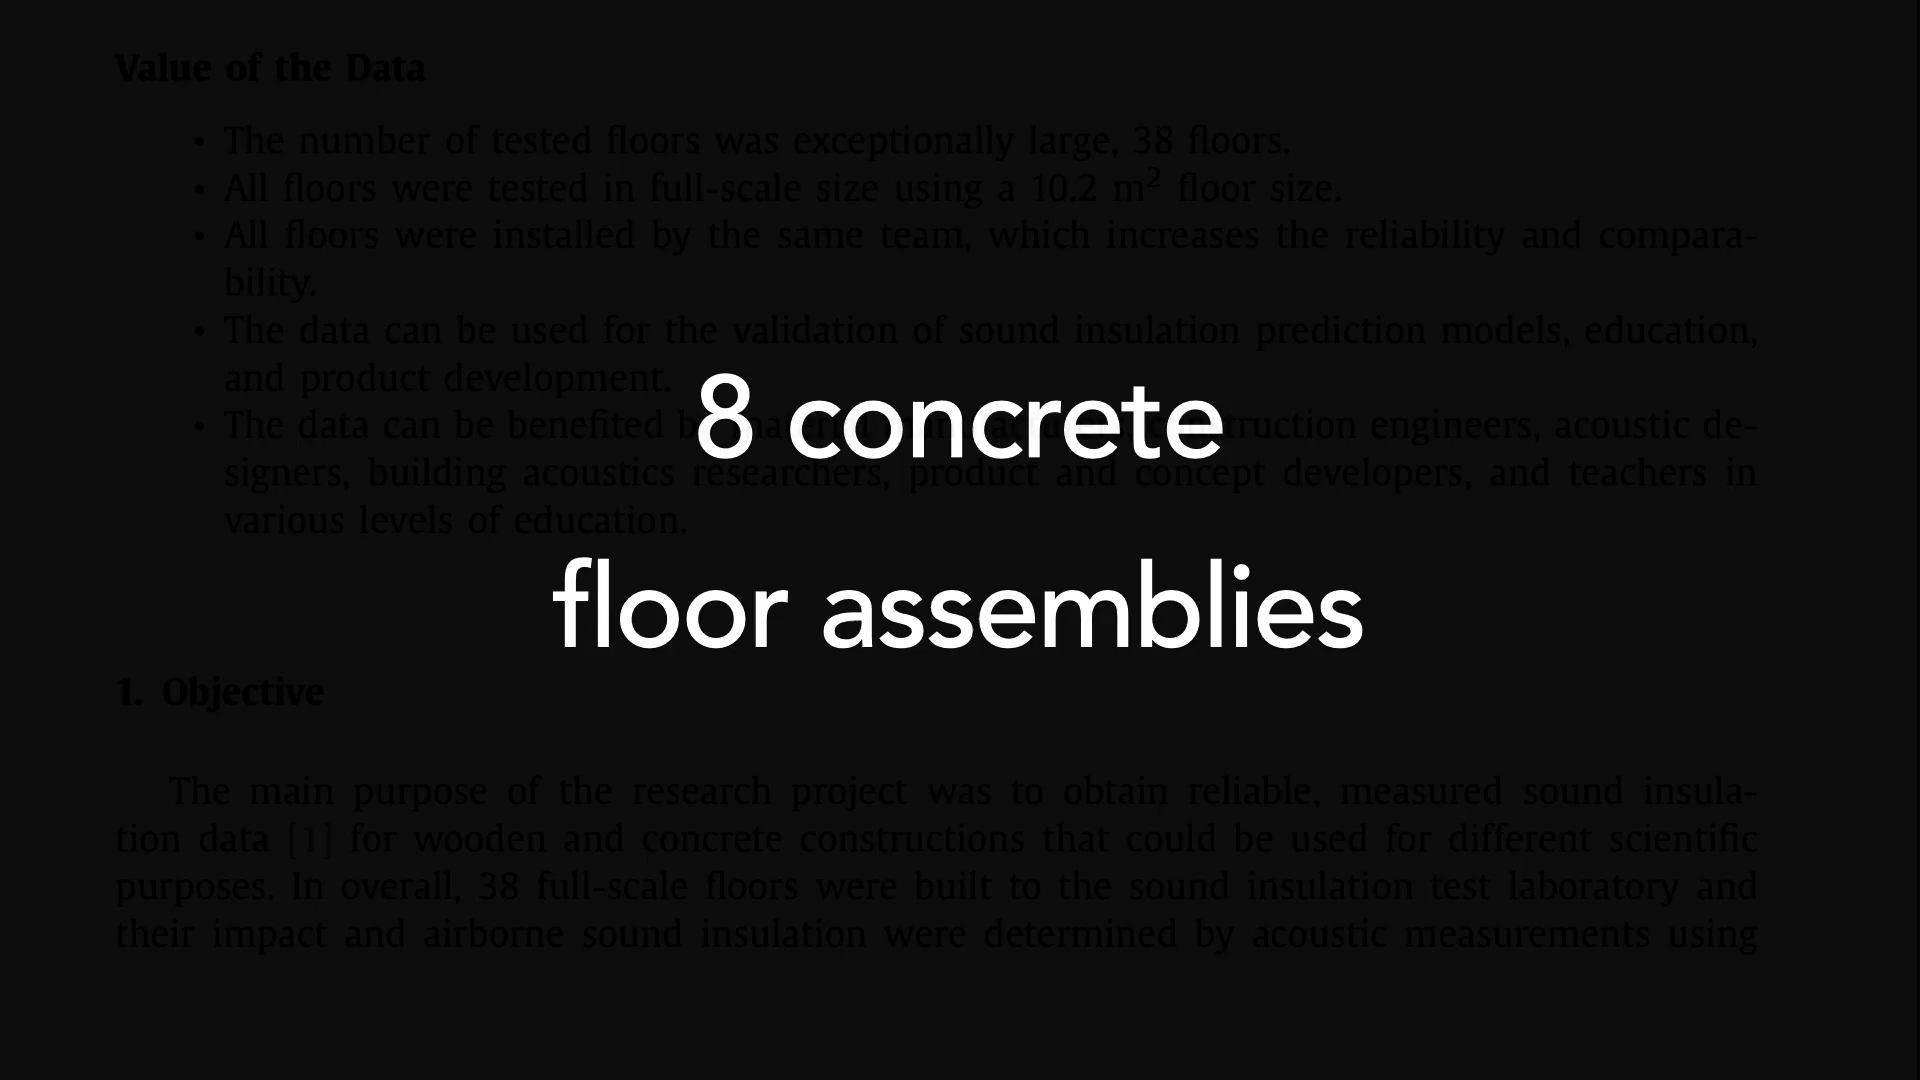 Value of the Data
• The number of tested floors was exceptionally large, 38 floors.
• All floors were tested in full-scale size using a 10.2 m² floor size.
• All floors were installed by the same team, which increases the reliability and compara-
bility.
• The data can be used for the validation of sound insulation prediction models, education,
and product development.
8 concrete
• The data can be benefited engineers, acoustic de-
signers, building acoustics researchers, product and concept developers, and teachers in
various levels of education.
floor assemblies
1. Objective
The main purpose of the research project was to obtain reliable, measured sound insula-
tion data [1] for wooden and concrete constructions that could be used for different scientific
purposes. In overall, 38 full-scale floors were built to the sound insulation test laboratory and
their impact and airborne sound insulation were determined by acoustic measurements using